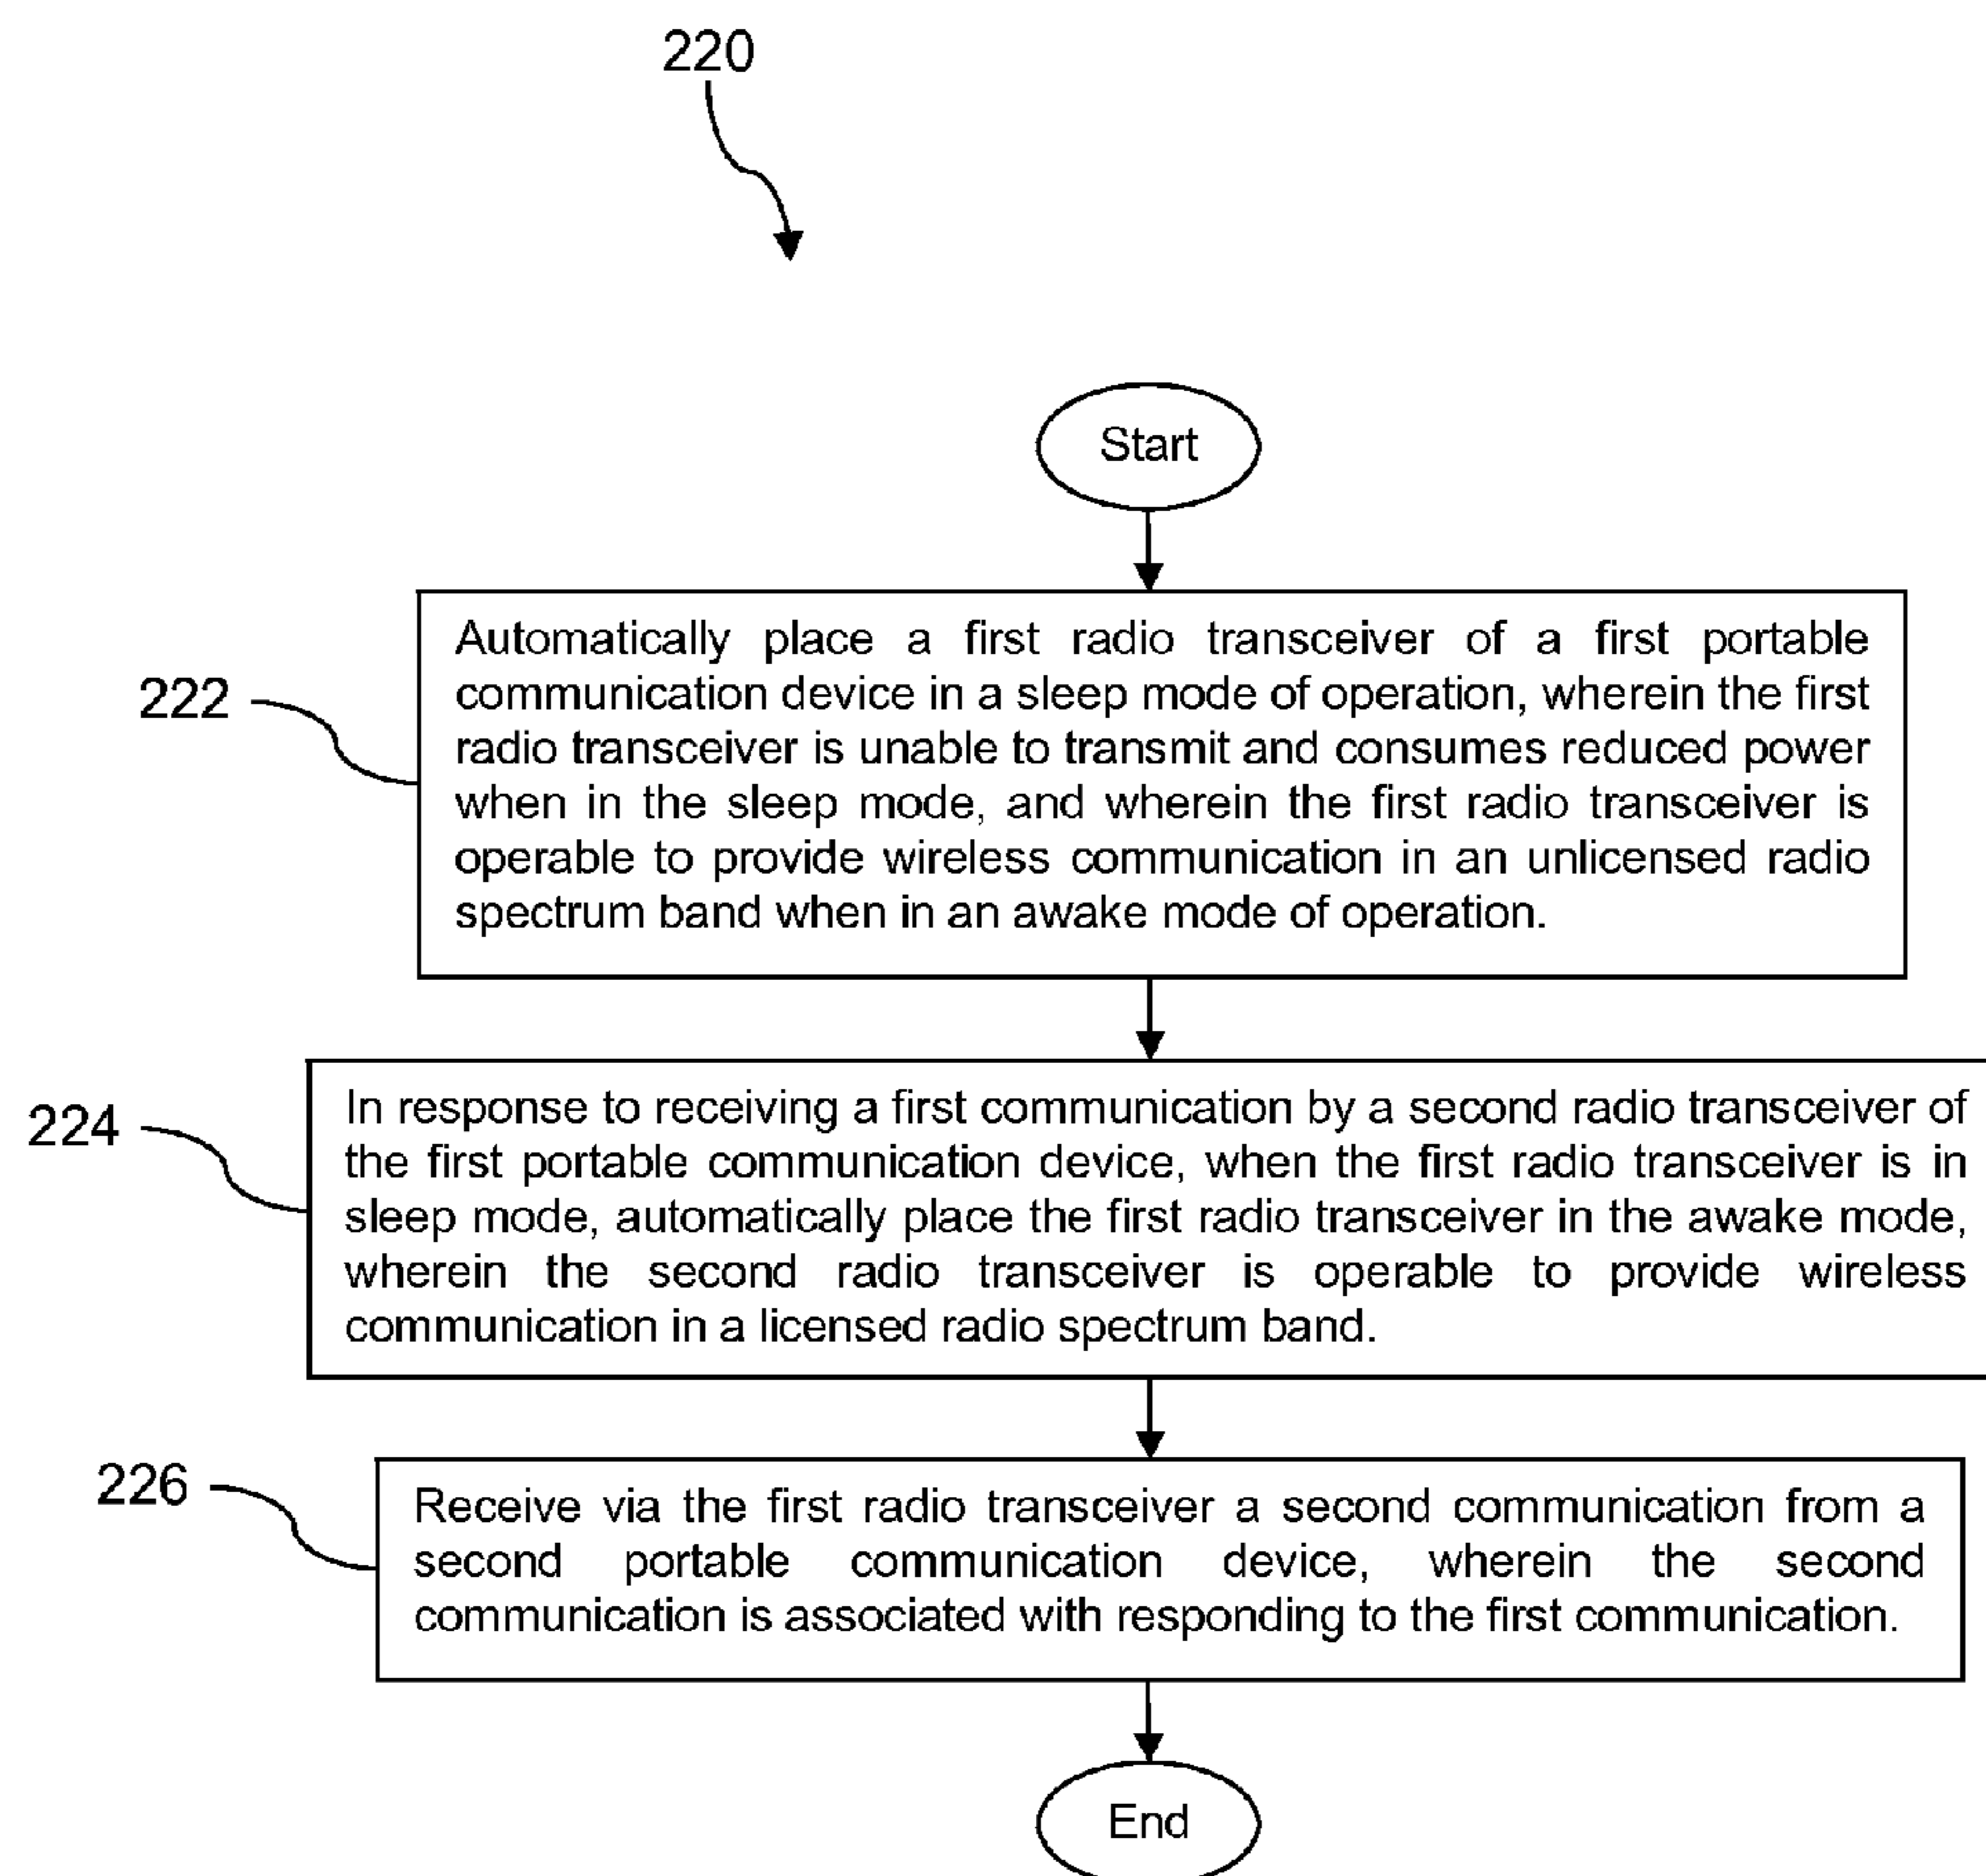 220
Start
222
Automatically place a first radio transceiver of a first portable
communication device in a sleep mode of operation, wherein the first
radio transceiver is unable to transmit and consumes reduced power
when in the sleep mode, and wherein the first radio transceiver is
operable to provide wireless communication in an unlicensed radio
spectrum band when in an awake mode of operation.
224
In response to receiving a first communication by a second radio transceiver of
the first portable communication device, when the first radio transceiver is in
sleep mode, automatically place the first radio transceiver in the awake mode,
wherein the second radio transceiver is operable to provide wireless
communication in a licensed radio spectrum band.
226
Receive via the first radio transceiver a second communication from a
second portable communication device, wherein the second
communication is associated with responding to the first communication.
End